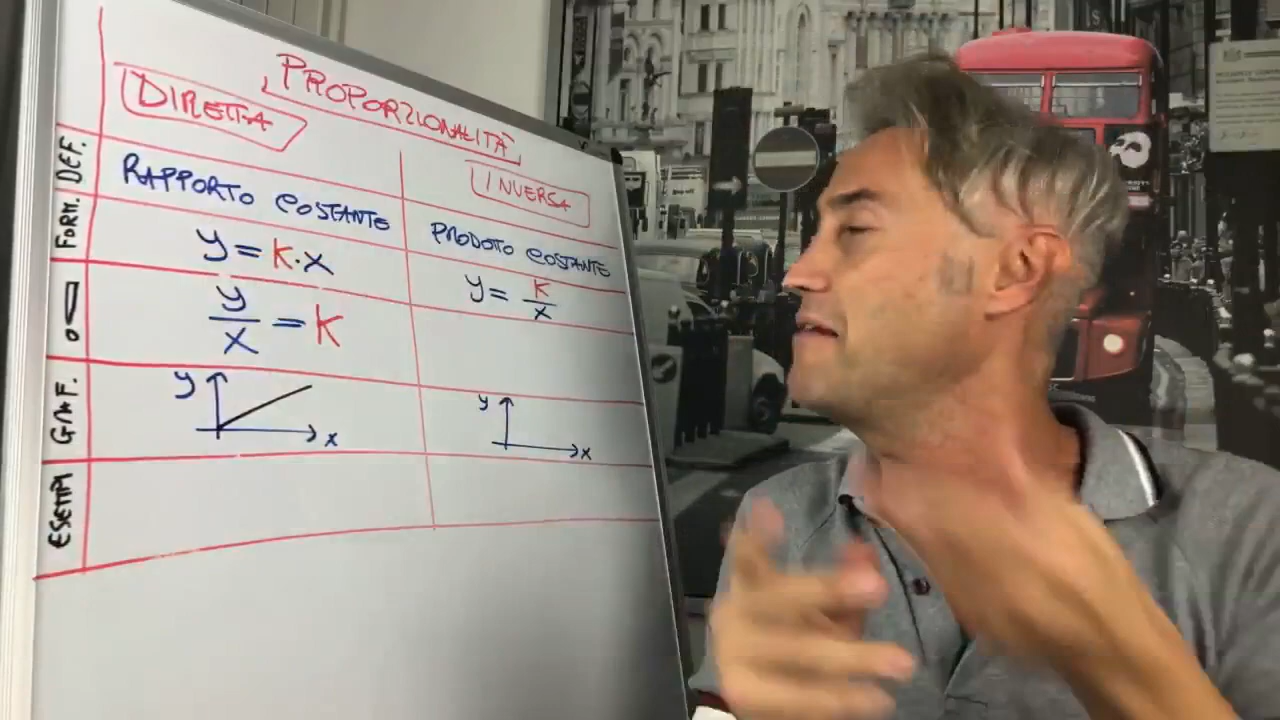 PROPORZIONALITÀ
DIRETTA
INVERSA
DEF.
RAPPORTO COSTANTE
PRODOTTO COSTANTE
FORM.
y = K·x
y = K/x
y/x = K
GRAF.
y
x
y
x
ESEMPI